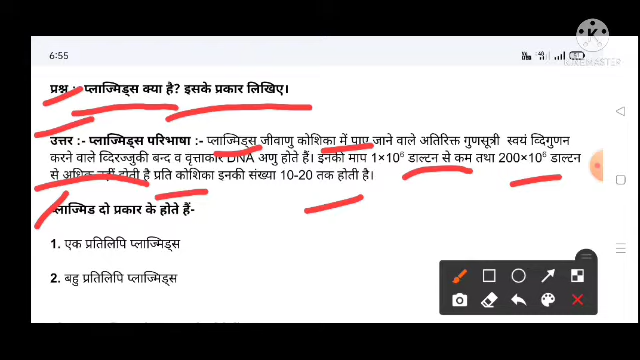 6:55
KINEMASTER
प्रश्न :- प्लाज्मिड्स क्या है? इसके प्रकार लिखिए।
उत्तर :- प्लाज्मिड्स परिभाषा :- प्लाज्मिड्स जीवाणु कोशिका में पाए जाने वाले अतिरिक्त गुणसूत्री स्वयं व्दिगुणन
करने वाले व्दिरज्जुकी बन्द व वृत्ताकार DNA अणु होते हैं। इनकी माप 1×10⁶ डाल्टन से कम तथा 200×10⁶ डाल्टन
से अधिक नहीं होती है प्रति कोशिका इनकी संख्या 10-20 तक होती है।
प्लाज्मिड दो प्रकार के होते हैं-
1. एक प्रतिलिपि प्लाज्मिड्स
2. बहु प्रतिलिपि प्लाज्मिड्स